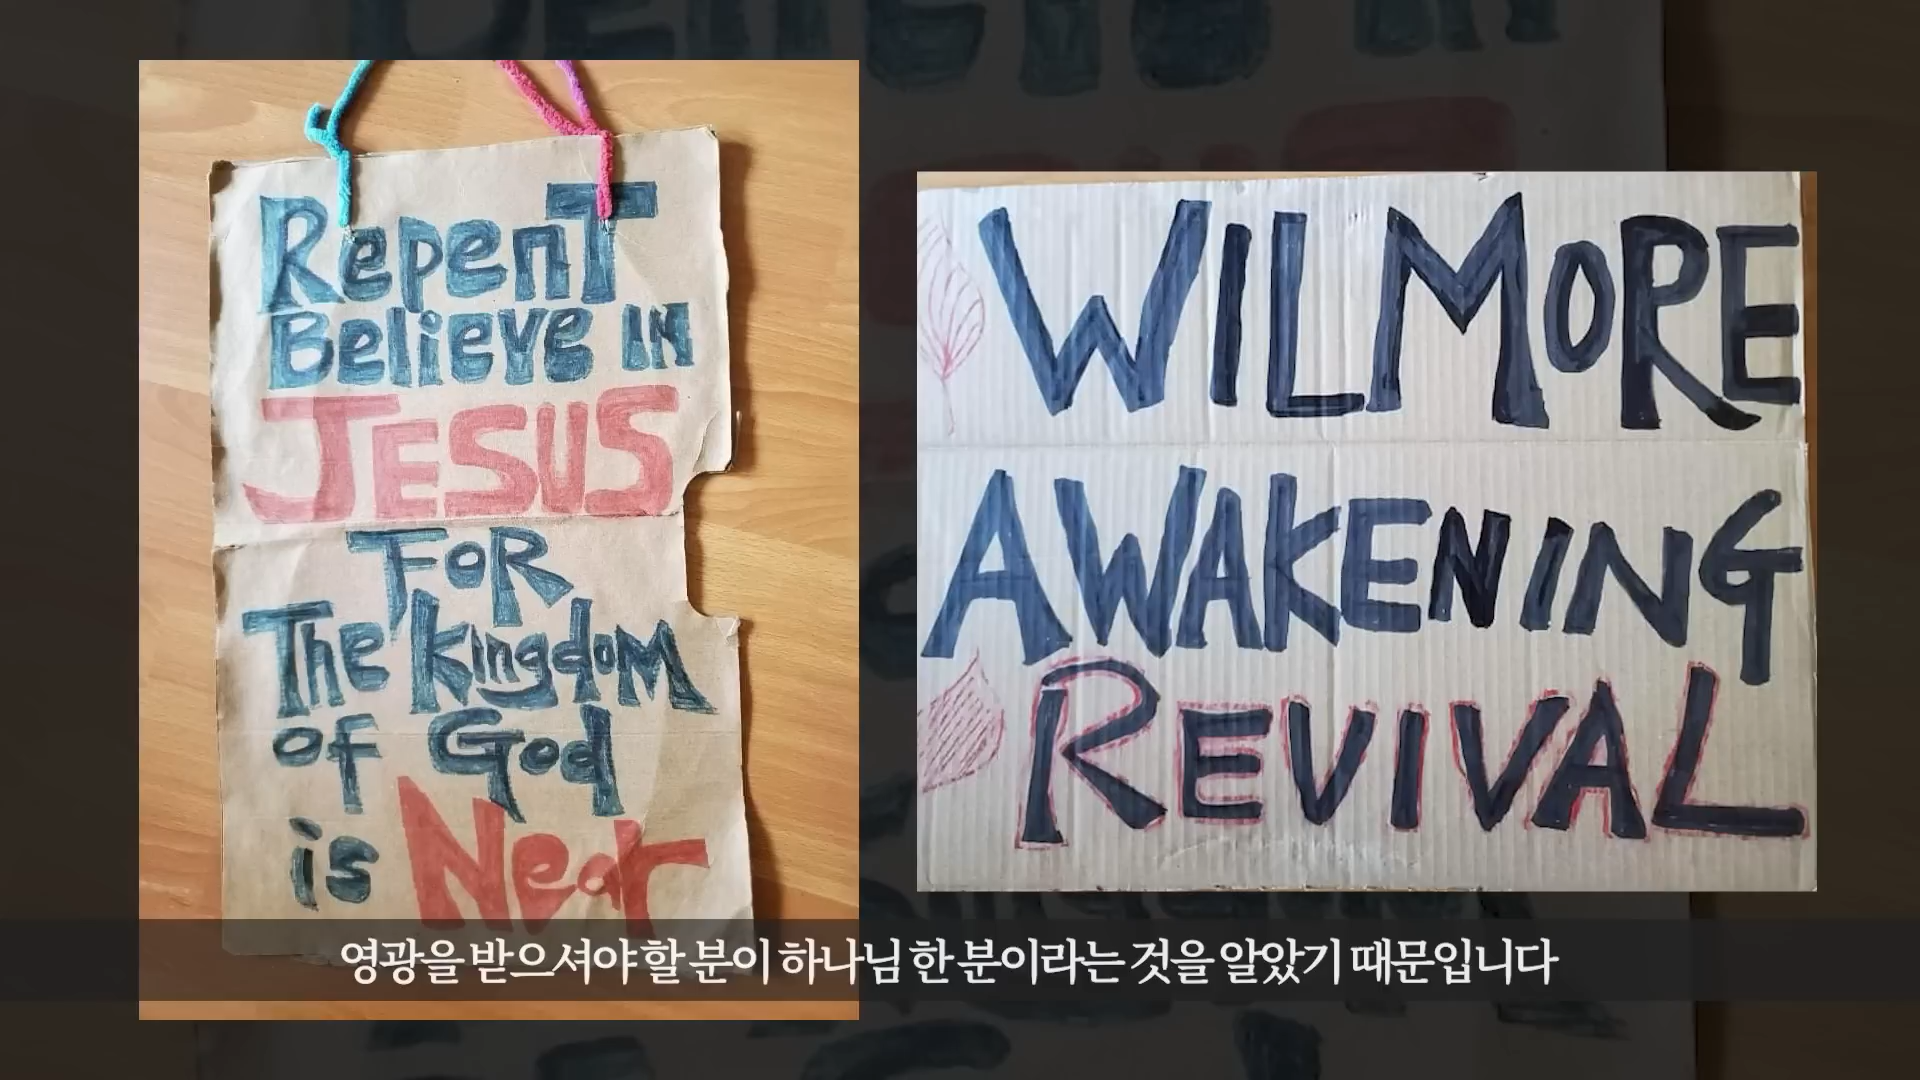 RepenT
Believe IN
JESUS
FOR
The Kingdom
of God
is Near
WILMORE
AWAKENING
REVIVAL
영광을 받으셔야 할 분이 하나님 한 분이라는 것을 알았기 때문입니다